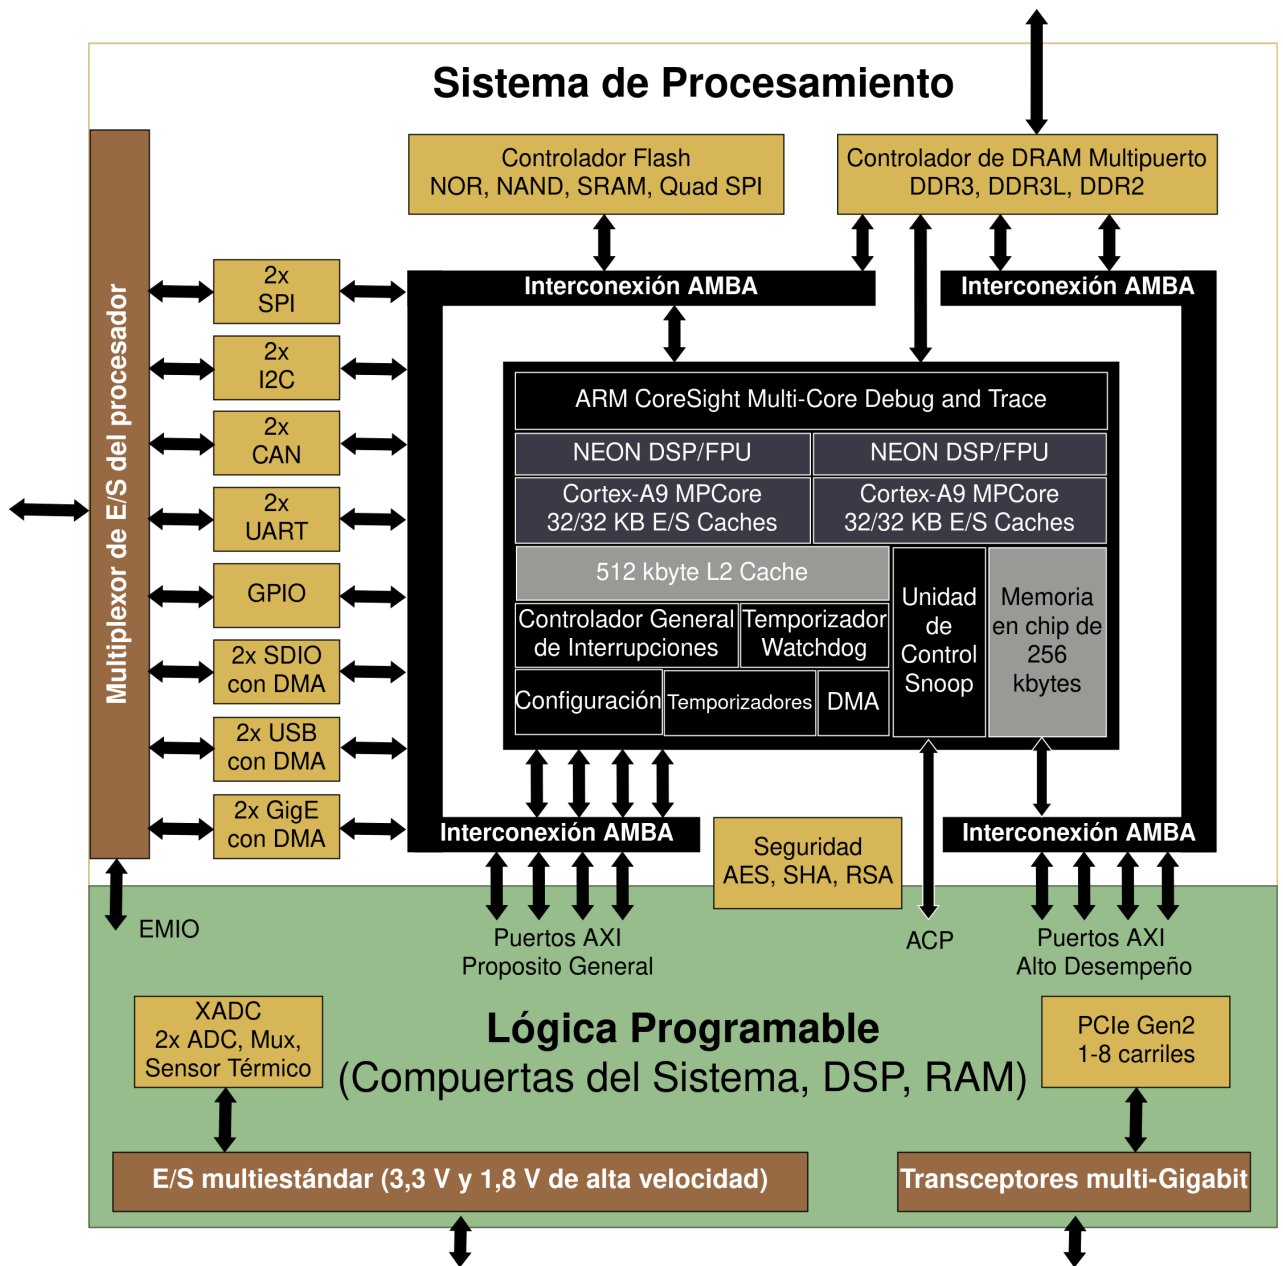 Sistema de Procesamiento
Controlador Flash
NOR, NAND, SRAM, Quad SPI
Controlador de DRAM Multipuerto
DDR3, DDR3L, DDR2
Multiplexor de E/S del procesador
2x
SPI
2x
I2C
2x
CAN
2x
UART
GPIO
2x SDIO
con DMA
2x USB
con DMA
2x GigE
con DMA
Interconexión AMBA
Interconexión AMBA
ARM CoreSight Multi-Core Debug and Trace
NEON DSP/FPU
NEON DSP/FPU
Cortex-A9 MPCore
32/32 KB E/S Caches
Cortex-A9 MPCore
32/32 KB E/S Caches
512 kbyte L2 Cache
Controlador General
de Interrupciones
Temporizador
Watchdog
Configuración
Temporizadores
DMA
Unidad
de
Control
Snoop
Memoria
en chip de
256
kbytes
Interconexión AMBA
Seguridad
AES, SHA, RSA
Interconexión AMBA
EMIO
Puertos AXI
Proposito General
ACP
Puertos AXI
Alto Desempeño
XADC
2x ADC, Mux,
Sensor Térmico
Lógica Programable
(Compuertas del Sistema, DSP, RAM)
PCIe Gen2
1-8 carriles
E/S multiestándar (3,3 V y 1,8 V de alta velocidad)
Transceptores multi-Gigabit